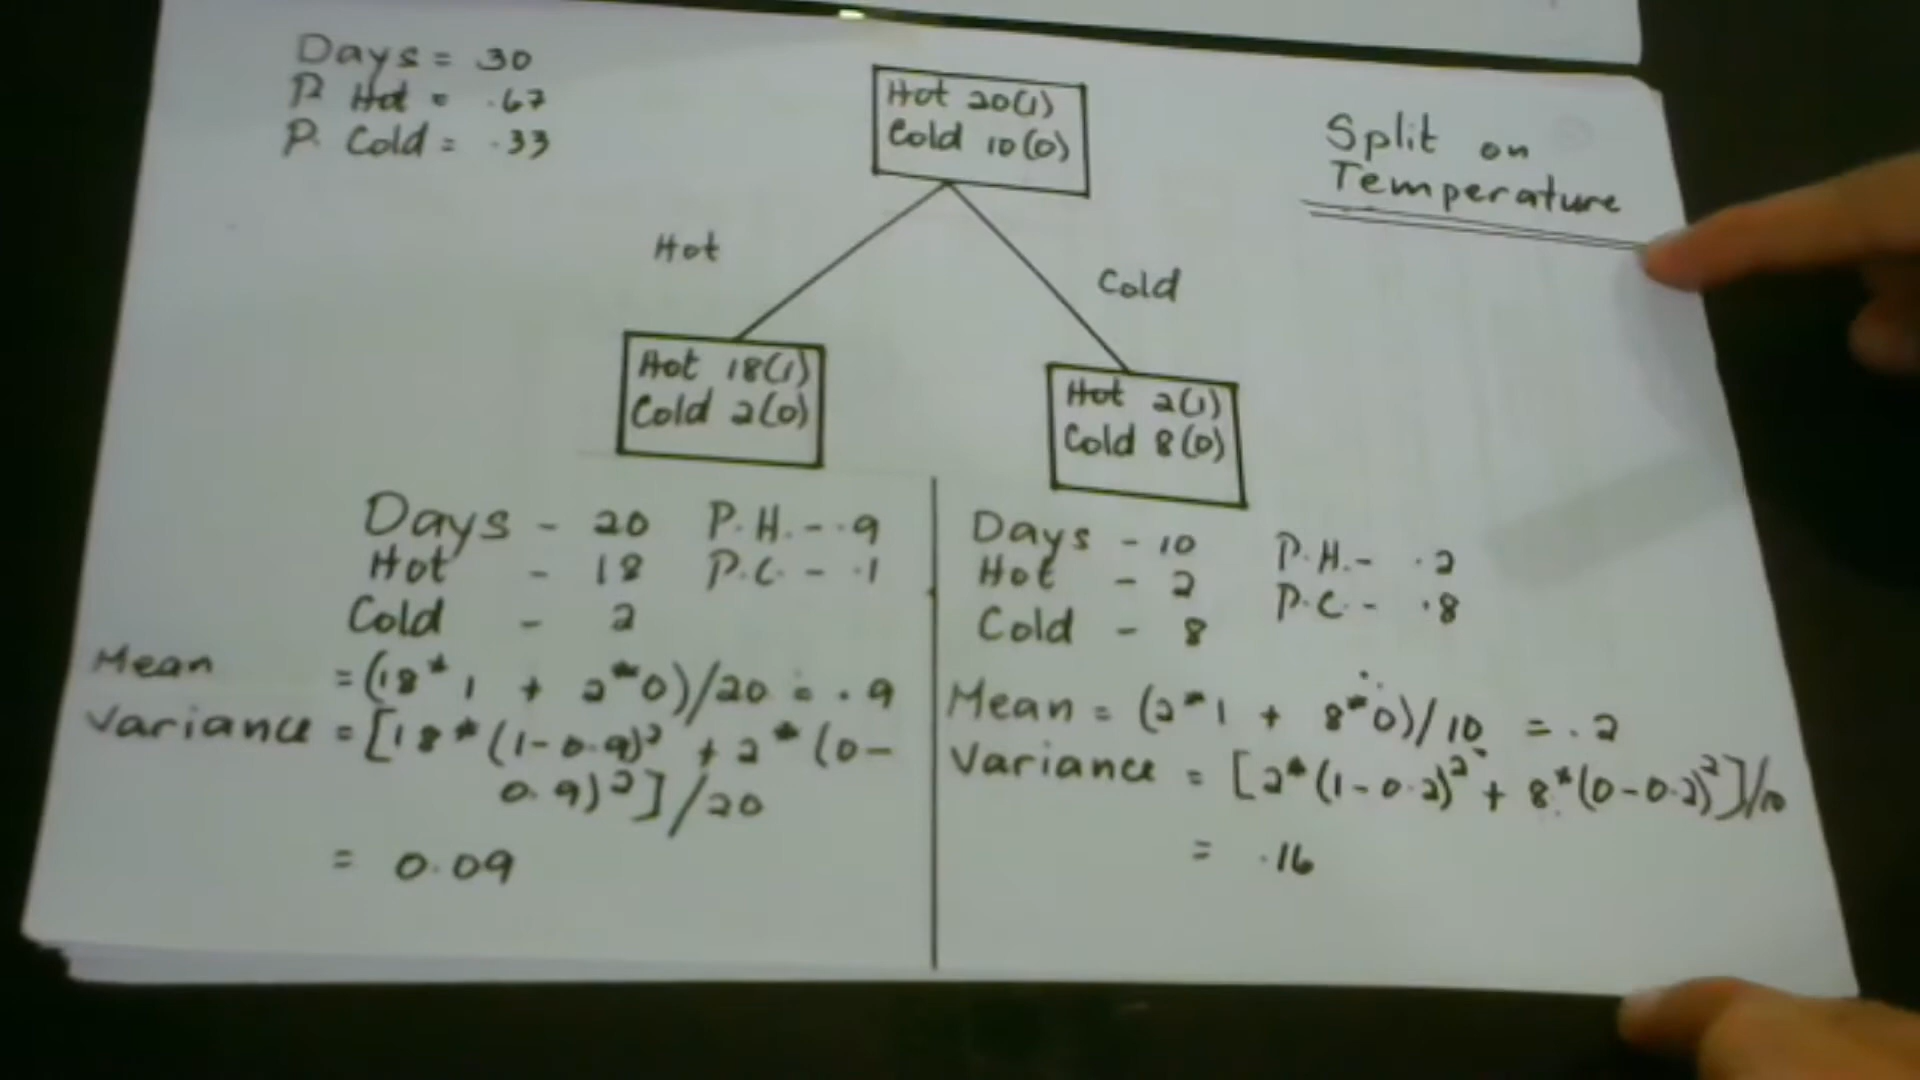 Days = 30
P Hot = .67
P. Cold = .33
Hot 20(1)
Cold 10(0)
Split on
Temperature
Hot
Cold
Hot 18(1)
Cold 2(0)
Hot 2(1)
Cold 8(0)
Days - 20 P.H. - .9
Hot - 18 P.C. - .1
Cold - 2
Mean = (18*1 + 2*0)/20 = .9
Variance = [18*(1-0.9)² + 2*(0-
0.9)²]/20
= 0.09
Days - 10 P.H. - .2
Hot - 2 P.C. - .8
Cold - 8
Mean = (2*1 + 8*0)/10 = .2
Variance = [2*(1-0.2)² + 8*(0-0.2)²]/10
= .16